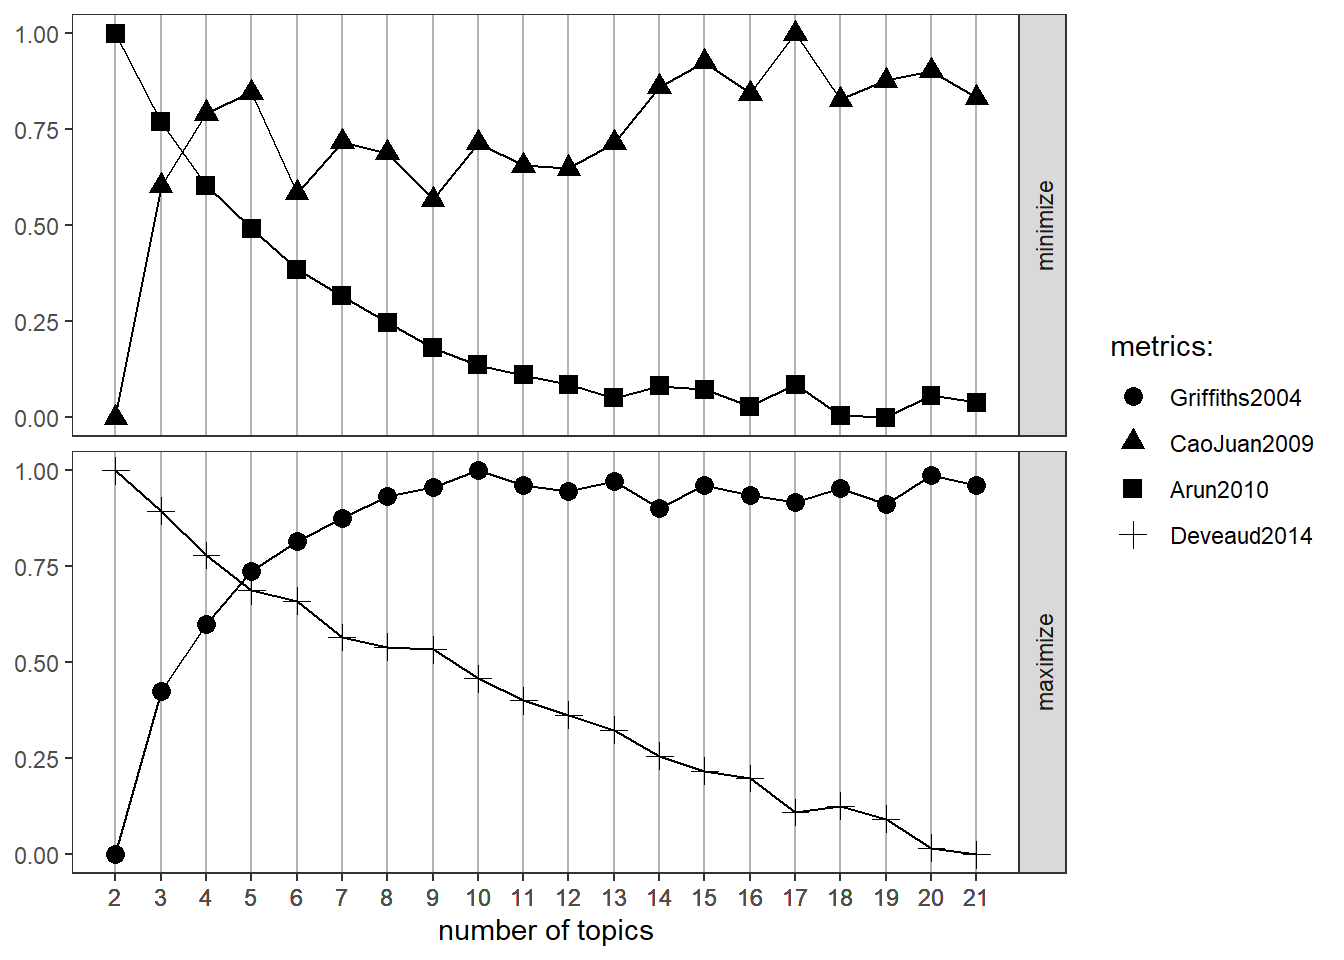 1.00
0.75
0.50
0.25
0.00
minimize
1.00
0.75
0.50
0.25
0.00
maximize
2 3 4 5 6 7 8 9 10 11 12 13 14 15 16 17 18 19 20 21
number of topics
metrics:
Griffiths2004
CaoJuan2009
Arun2010
Deveaud2014